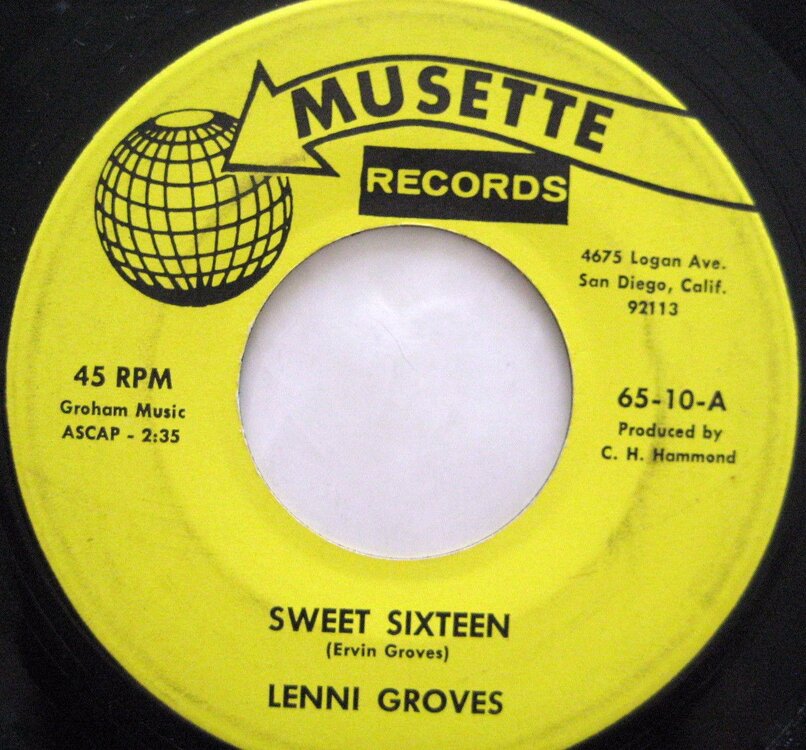 MUSETTE
RECORDS
4675 Logan Ave.
San Diego, Calif.
92113
45 RPM
Groham Music
ASCAP - 2:35
65-10-A
Produced by
C. H. Hammond
SWEET SIXTEEN
(Ervin Groves)
LENNI GROVES